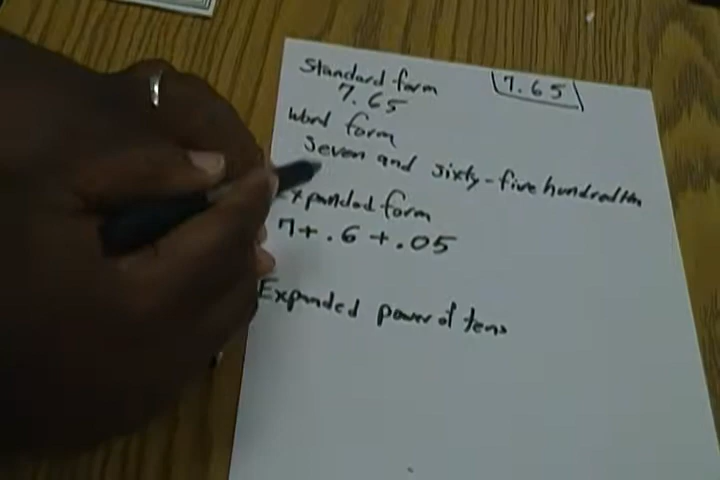 Standard form
7.65
7.65
Word form
Seven and sixty-five hundredths
Expanded form
7+.6+.05
Expanded power of tens